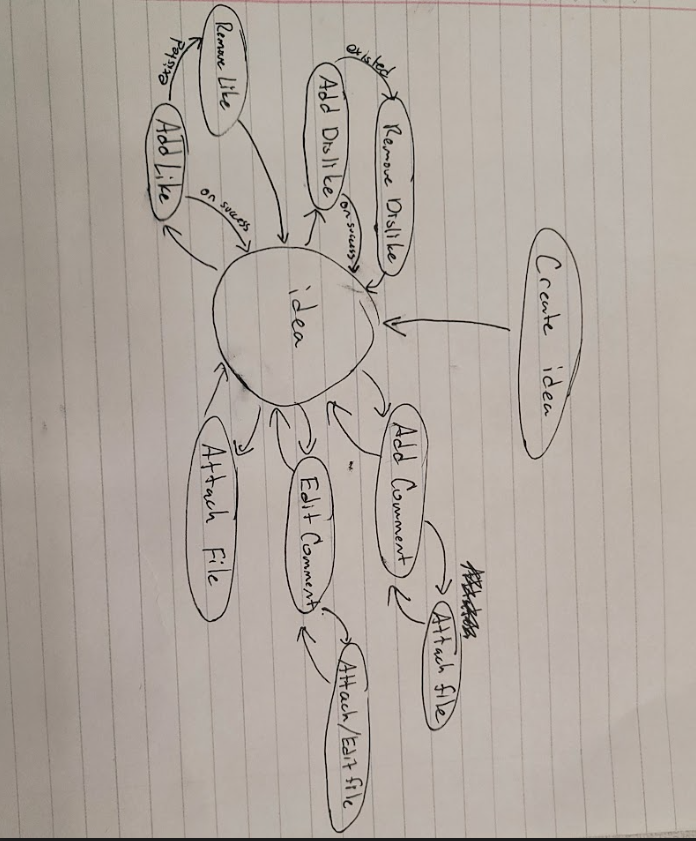 Create idea
Remove Dislike
existed
Add Dislike
on success
Remove Like
Add Like
on success
idea
Add Comment
Attach file
Edit Comment
Attach/Edit file
Attach File